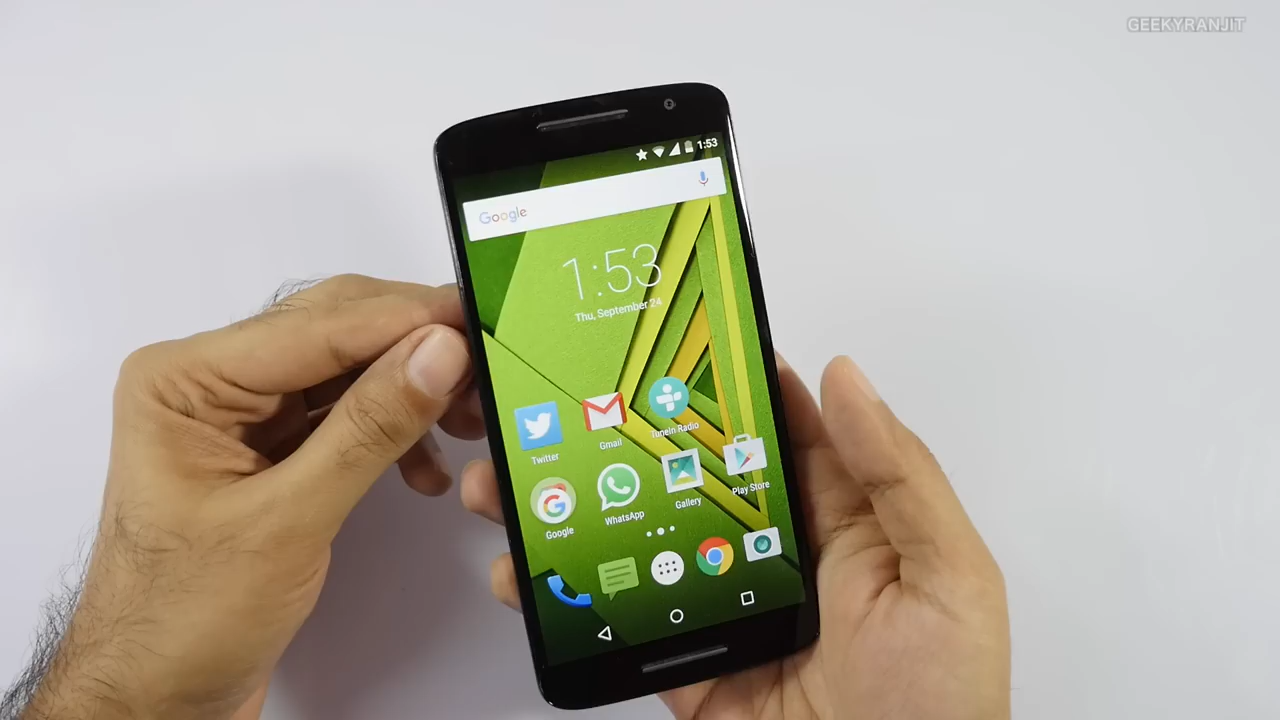 GEEKYRANJIT
1:53
Google
1:53
Thu, September 24
Twitter
Gmail
TuneIn Radio
Google
WhatsApp
Gallery
Play Store